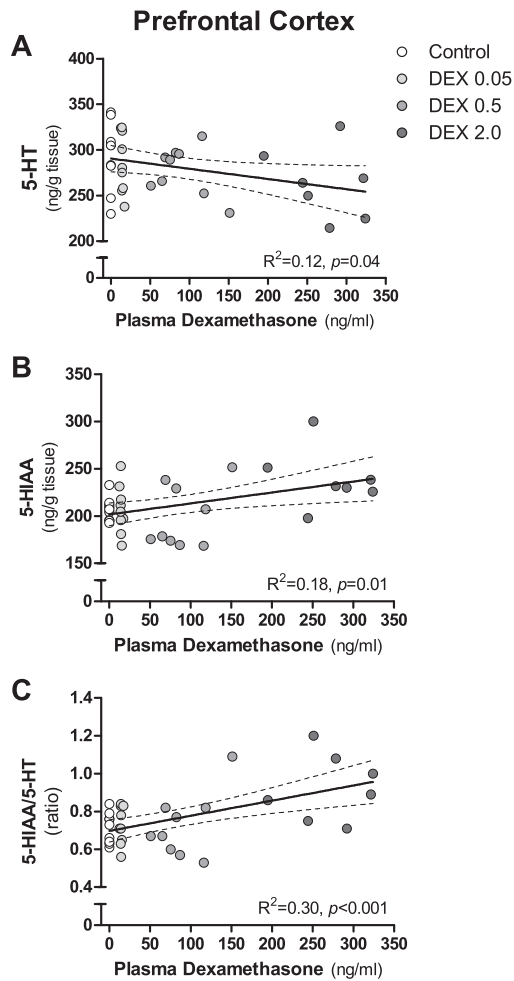 Prefrontal Cortex
A
Control
DEX 0.05
DEX 0.5
DEX 2.0
5-HT
(ng/g tissue)
400
350
300
250
200
0
R²=0.12, p=0.04
0 50 100 150 200 250 300 350
Plasma Dexamethasone (ng/ml)
B
5-HIAA
(ng/g tissue)
350
300
250
200
150
0
R²=0.18, p=0.01
0 50 100 150 200 250 300 350
Plasma Dexamethasone (ng/ml)
C
5-HIAA/5-HT
(ratio)
1.4
1.2
1.0
0.8
0.6
0.4
0
R²=0.30, p<0.001
0 50 100 150 200 250 300 350
Plasma Dexamethasone (ng/ml)